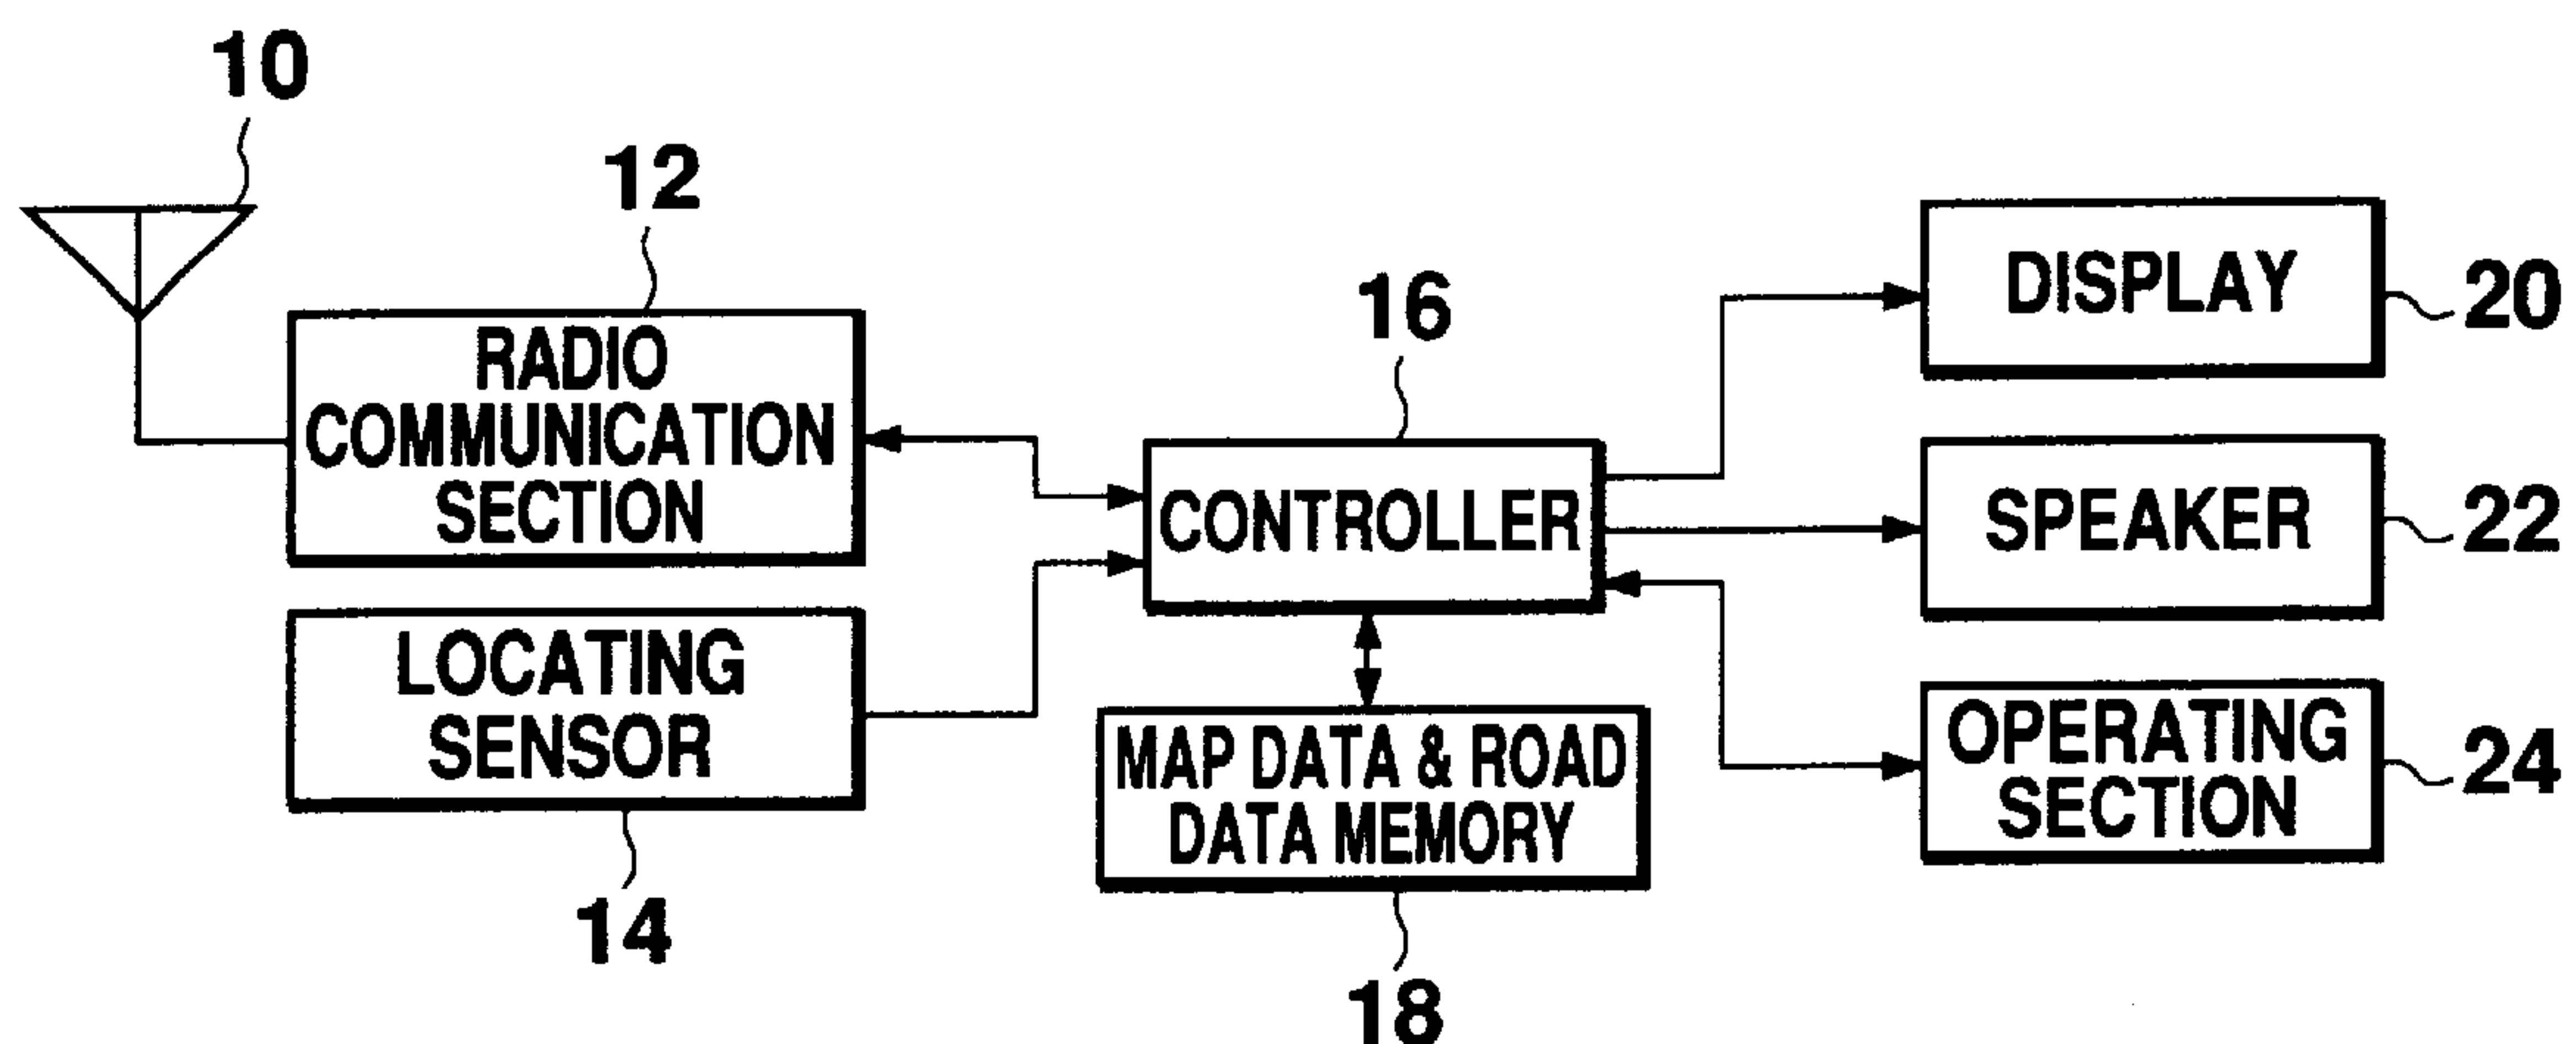 10
12
RADIO
COMMUNICATION
SECTION
LOCATING
SENSOR
14
16
CONTROLLER
MAP DATA & ROAD
DATA MEMORY
18
DISPLAY
20
SPEAKER
22
OPERATING
SECTION
24